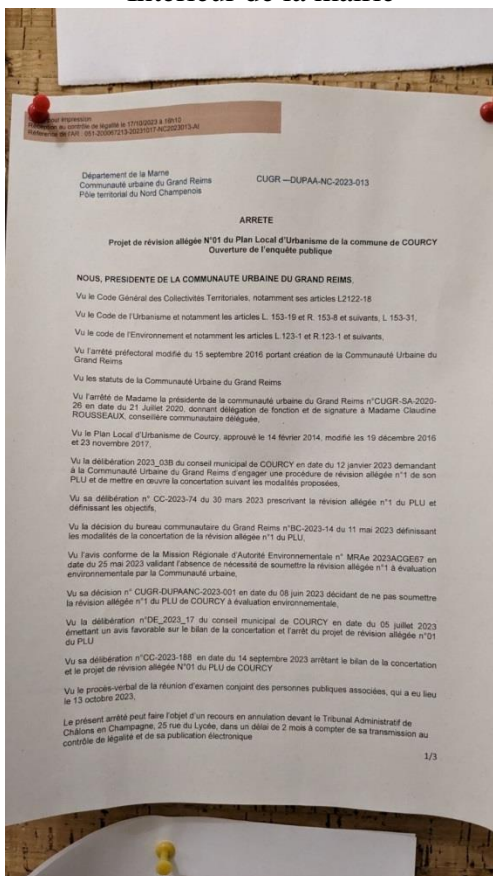 Intérieur de la mairie
pour impression
Réception au contrôle de légalité le 17/10/2023 à 16h12
Référence de l'AR : 051-200067213-20231017-NC2023013-AI
Département de la Marne
Communauté urbaine du Grand Reims
Pôle territorial du Nord Champenois
CUGR —DUPAA-NC-2023-013
ARRETE
Projet de révision allégée N°01 du Plan Local d'Urbanisme de la commune de COURCY
Ouverture de l'enquête publique
NOUS, PRESIDENTE DE LA COMMUNAUTE URBAINE DU GRAND REIMS,
Vu le Code Général des Collectivités Territoriales, notamment ses articles L2122-18
Vu le Code de l'Urbanisme et notamment les articles L. 153-19 et R. 153-8 et suivants, L 153-31,
Vu le code de l'Environnement et notamment les articles L.123-1 et R.123-1 et suivants,
Vu l'arrêté préfectoral modifié du 15 septembre 2016 portant création de la Communauté Urbaine du
Grand Reims
Vu les statuts de la Communauté Urbaine du Grand Reims
Vu l'arrêté de Madame la présidente de la communauté urbaine du Grand Reims n°CUGR-SA-2020-
26 en date du 21 Juillet 2020, donnant délégation de fonction et de signature à Madame Claudine
ROUSSEAUX, conseillère communautaire déléguée,
Vu le Plan Local d'Urbanisme de Courcy, approuvé le 14 février 2014, modifié les 19 décembre 2016
et 23 novembre 2017,
Vu la délibération 2023_03B du conseil municipal de COURCY en date du 12 janvier 2023 demandant
à la Communauté Urbaine du Grand Reims d'engager une procédure de révision allégée n°1 de son
PLU et de mettre en œuvre la concertation suivant les modalités proposées,
Vu sa délibération n° CC-2023-74 du 30 mars 2023 prescrivant la révision allégée n°1 du PLU et
définissant les objectifs,
Vu la décision du bureau communautaire du Grand Reims n°BC-2023-14 du 11 mai 2023 définissant
les modalités de la concertation de la révision allégée n°1 du PLU,
Vu l'avis conforme de la Mission Régionale d'Autorité Environnementale n° MRAe 2023ACGE67 en
date du 25 mai 2023 validant l'absence de nécessité de soumettre la révision allégée n°1 à évaluation
environnementale par la Communauté urbaine,
Vu sa décision n° CUGR-DUPAANC-2023-001 en date du 08 juin 2023 décidant de ne pas soumettre
la révision allégée n°1 du PLU de COURCY à évaluation environnementale,
Vu la délibération n°DE_2023_17 du conseil municipal de COURCY en date du 05 juillet 2023
émettant un avis favorable sur le bilan de la concertation et l'arrêt du projet de révision allégée n°01
du PLU
Vu sa délibération n°CC-2023-188 en date du 14 septembre 2023 arrêtant le bilan de la concertation
et le projet de révision allégée N°01 du PLU de COURCY
Vu le procès-verbal de la réunion d'examen conjoint des personnes publiques associées, qui a eu lieu
le 13 octobre 2023,
Le présent arrêté peut faire l'objet d'un recours en annulation devant le Tribunal Administratif de
Châlons en Champagne, 25 rue du Lycée, dans un délai de 2 mois à compter de sa transmission au
contrôle de légalité et de sa publication électronique
1/3